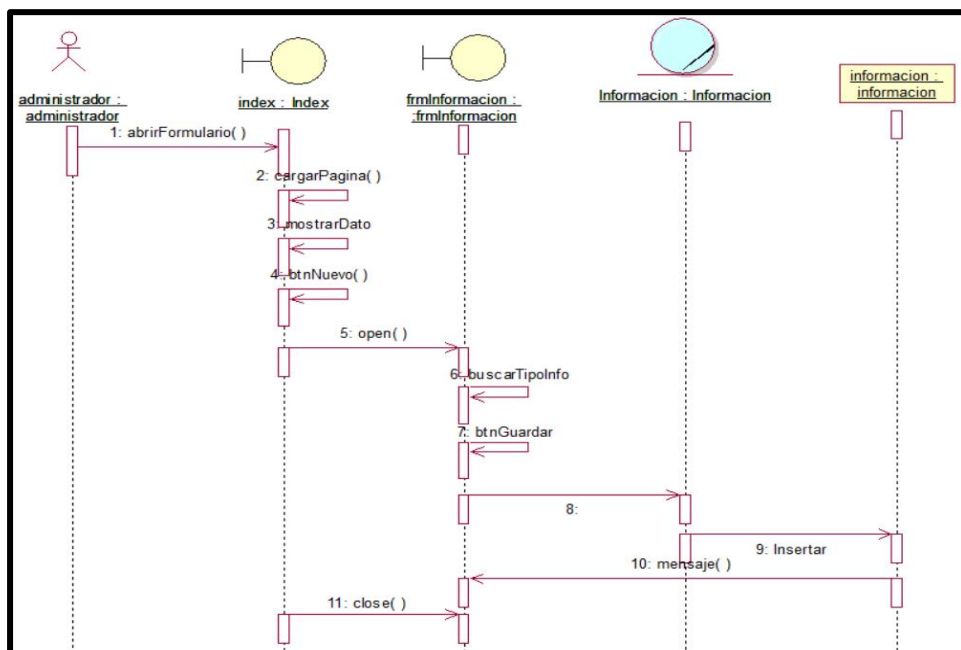 administrador :
administrador
index : Index
frmInformacion :
:frmInformacion
Informacion : Informacion
informacion :
informacion
1: abrirFormulario( )
2: cargarPagina( )
3: mostrarDato
4: btnNuevo( )
5: open( )
6: buscarTipoInfo
7: btnGuardar
8:
9: Insertar
10: mensaje( )
11: close( )